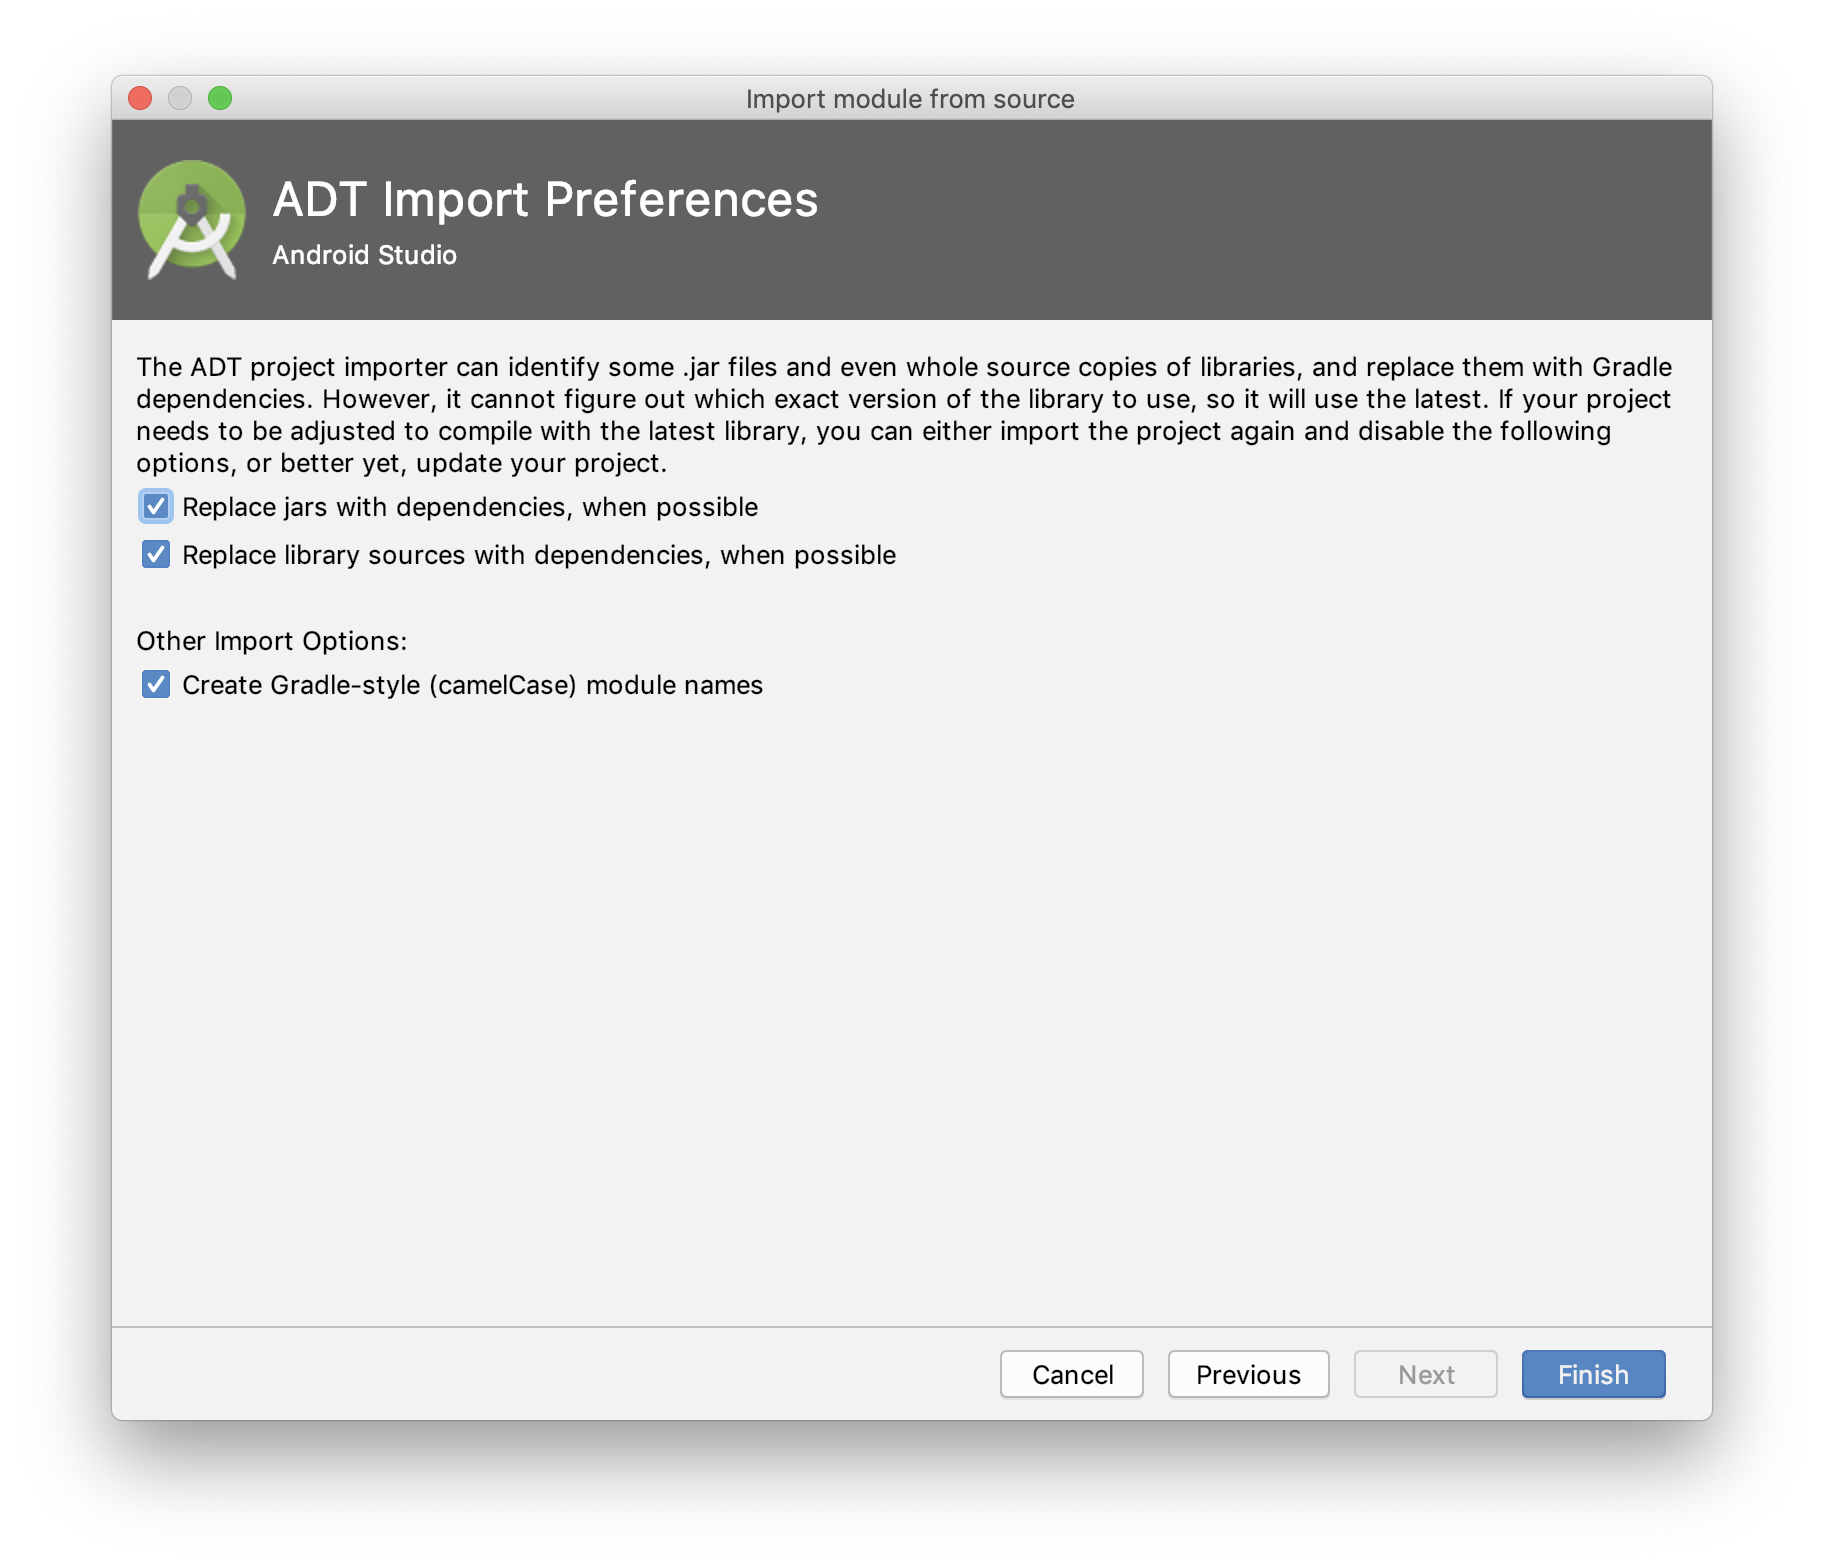 Import module from source
ADT Import Preferences
Android Studio
The ADT project importer can identify some .jar files and even whole source copies of libraries, and replace them with Gradle
dependencies. However, it cannot figure out which exact version of the library to use, so it will use the latest. If your project
needs to be adjusted to compile with the latest library, you can either import the project again and disable the following
options, or better yet, update your project.
Replace jars with dependencies, when possible
Replace library sources with dependencies, when possible
Other Import Options:
Create Gradle-style (camelCase) module names
Cancel Previous Next Finish